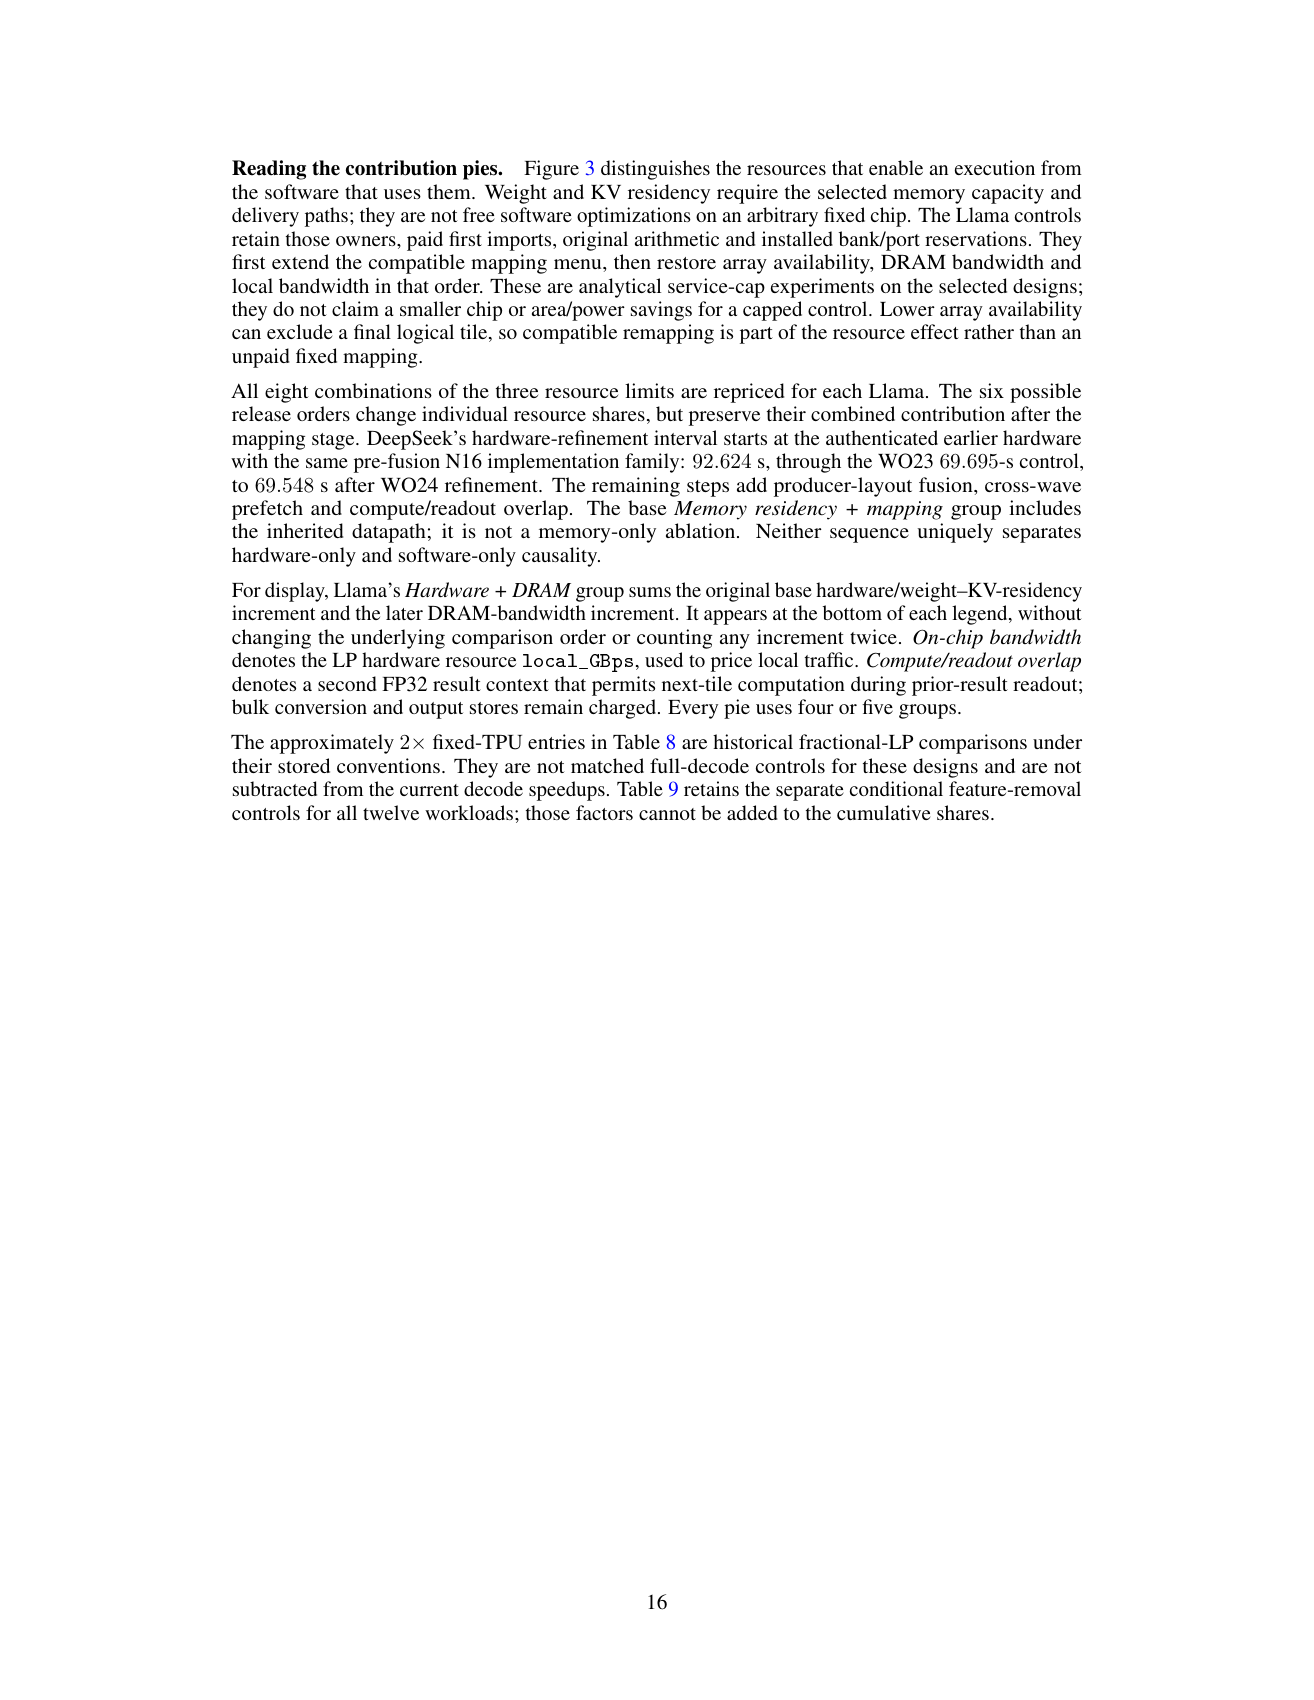 Reading the contribution pies. Figure 3 distinguishes the resources that enable an execution from
the software that uses them. Weight and KV residency require the selected memory capacity and
delivery paths; they are not free software optimizations on an arbitrary fixed chip. The Llama controls
retain those owners, paid first imports, original arithmetic and installed bank/port reservations. They
first extend the compatible mapping menu, then restore array availability, DRAM bandwidth and
local bandwidth in that order. These are analytical service-cap experiments on the selected designs;
they do not claim a smaller chip or area/power savings for a capped control. Lower array availability
can exclude a final logical tile, so compatible remapping is part of the resource effect rather than an
unpaid fixed mapping.
All eight combinations of the three resource limits are repriced for each Llama. The six possible
release orders change individual resource shares, but preserve their combined contribution after the
mapping stage. DeepSeek's hardware-refinement interval starts at the authenticated earlier hardware
with the same pre-fusion N16 implementation family: 92.624 s, through the WO23 69.695-s control,
to 69.548 s after WO24 refinement. The remaining steps add producer-layout fusion, cross-wave
prefetch and compute/readout overlap. The base Memory residency + mapping group includes
the inherited datapath; it is not a memory-only ablation. Neither sequence uniquely separates
hardware-only and software-only causality.
For display, Llama's Hardware + DRAM group sums the original base hardware/weight–KV-residency
increment and the later DRAM-bandwidth increment. It appears at the bottom of each legend, without
changing the underlying comparison order or counting any increment twice. On-chip bandwidth
denotes the LP hardware resource local_GBps, used to price local traffic. Compute/readout overlap
denotes a second FP32 result context that permits next-tile computation during prior-result readout;
bulk conversion and output stores remain charged. Every pie uses four or five groups.
The approximately 2× fixed-TPU entries in Table 8 are historical fractional-LP comparisons under
their stored conventions. They are not matched full-decode controls for these designs and are not
subtracted from the current decode speedups. Table 9 retains the separate conditional feature-removal
controls for all twelve workloads; those factors cannot be added to the cumulative shares.
16